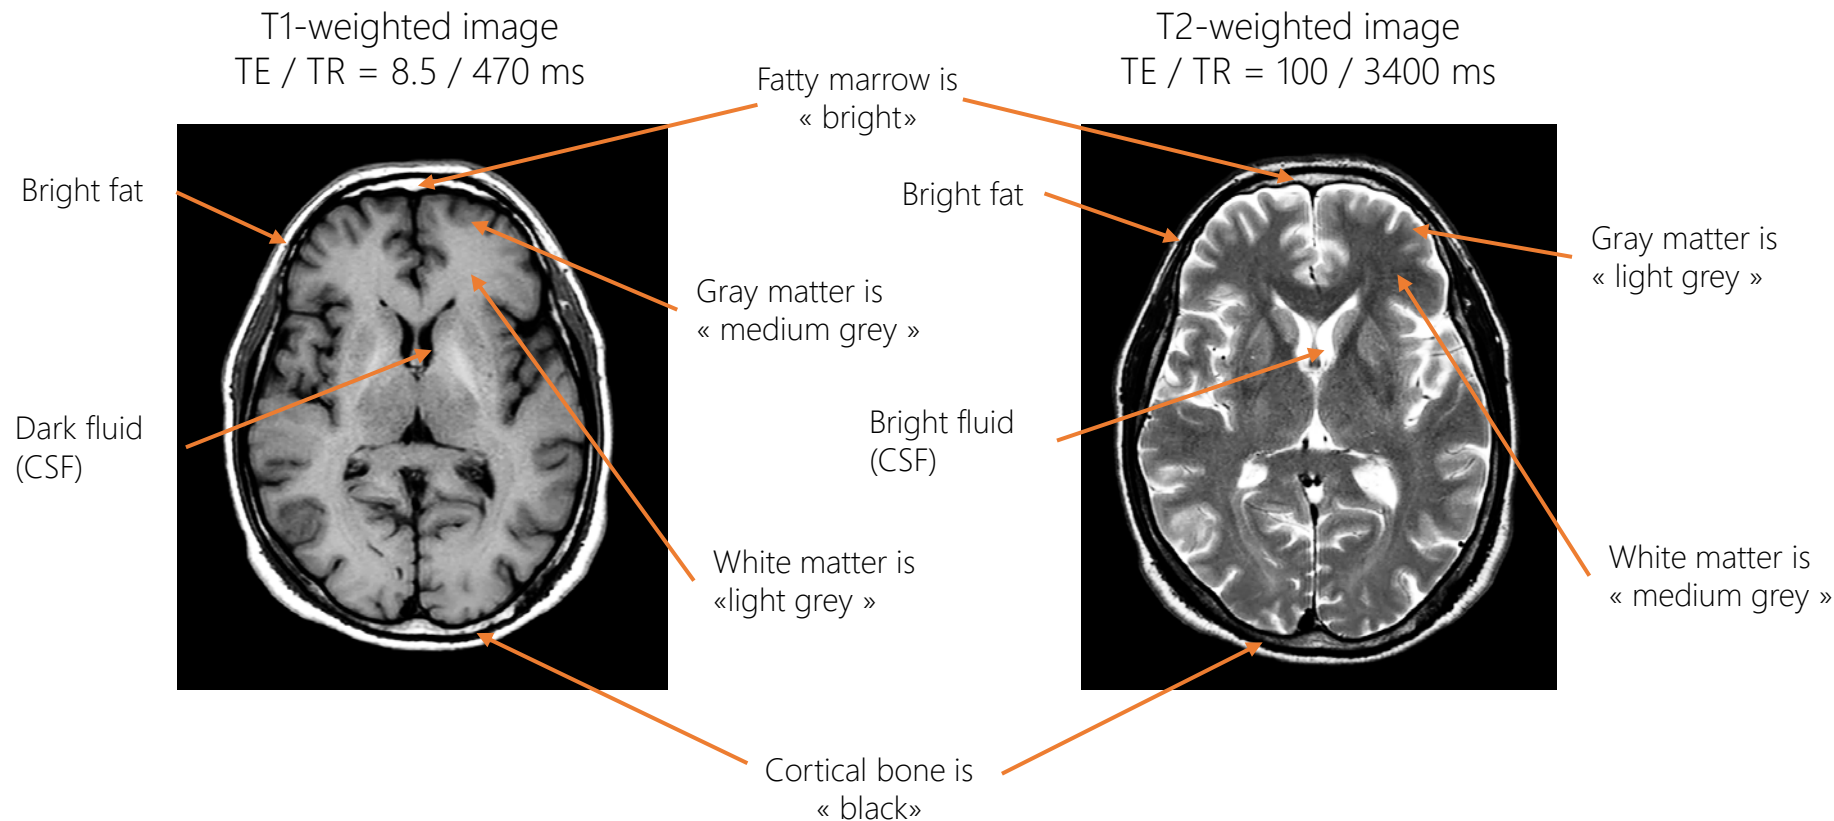 T1-weighted image
TE / TR = 8.5 / 470 ms
Bright fat
Dark fluid
(CSF)
Fatty marrow is
« bright»
Gray matter is
« medium grey »
White matter is
«light grey »
Cortical bone is
« black»
T2-weighted image
TE / TR = 100 / 3400 ms
Bright fat
Bright fluid
(CSF)
Gray matter is
« light grey »
White matter is
« medium grey »